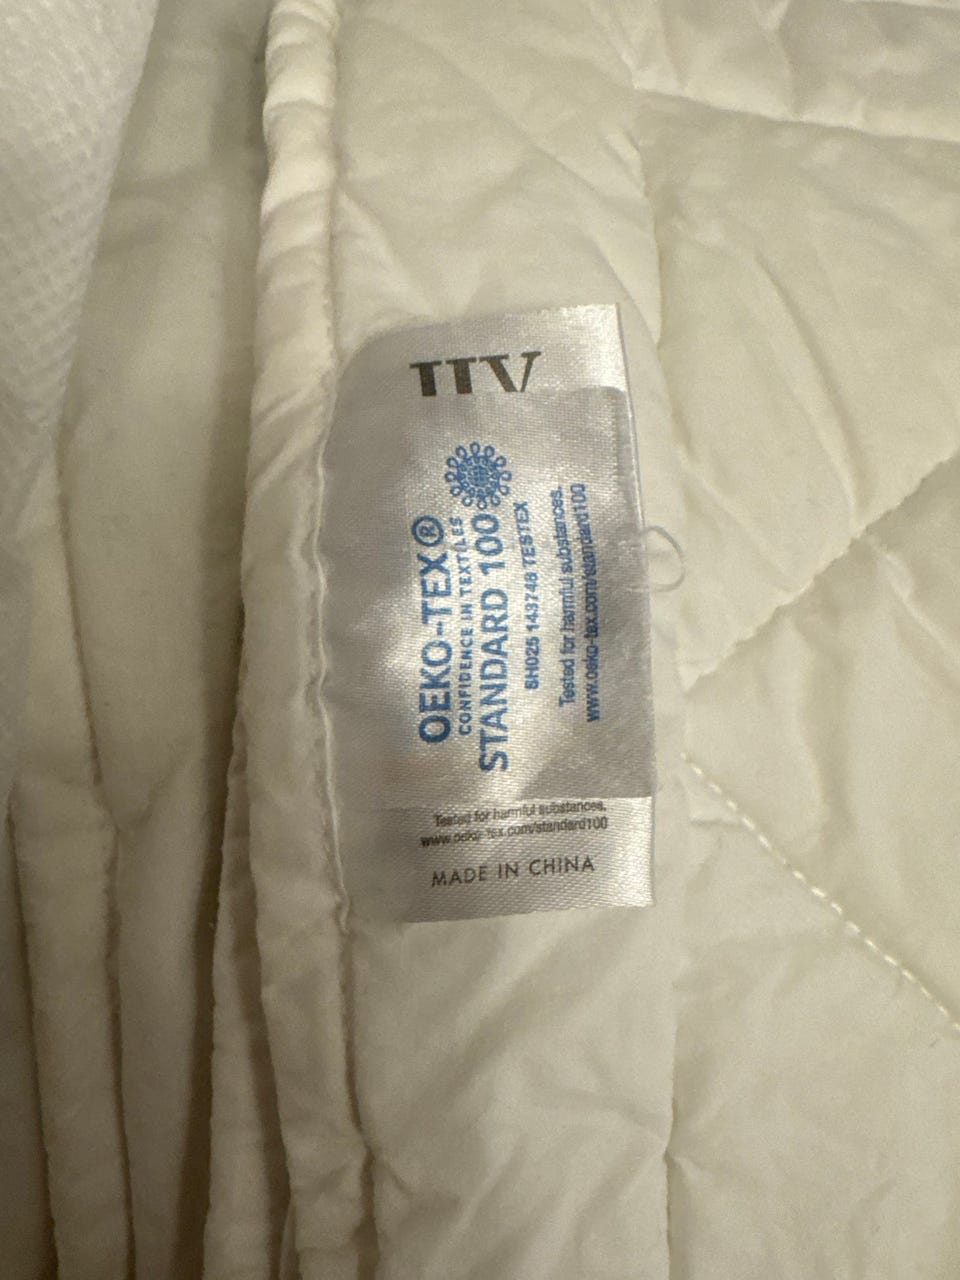 OEKO-TEX®
CONFIDENCE IN TEXTILES
STANDARD 100
SH025 143748 TESTEX
Tested for harmful substances.
www.oeko-tex.com/standard100
Tested for harmful substances.
www.oeko-tex.com/standard100
MADE IN CHINA